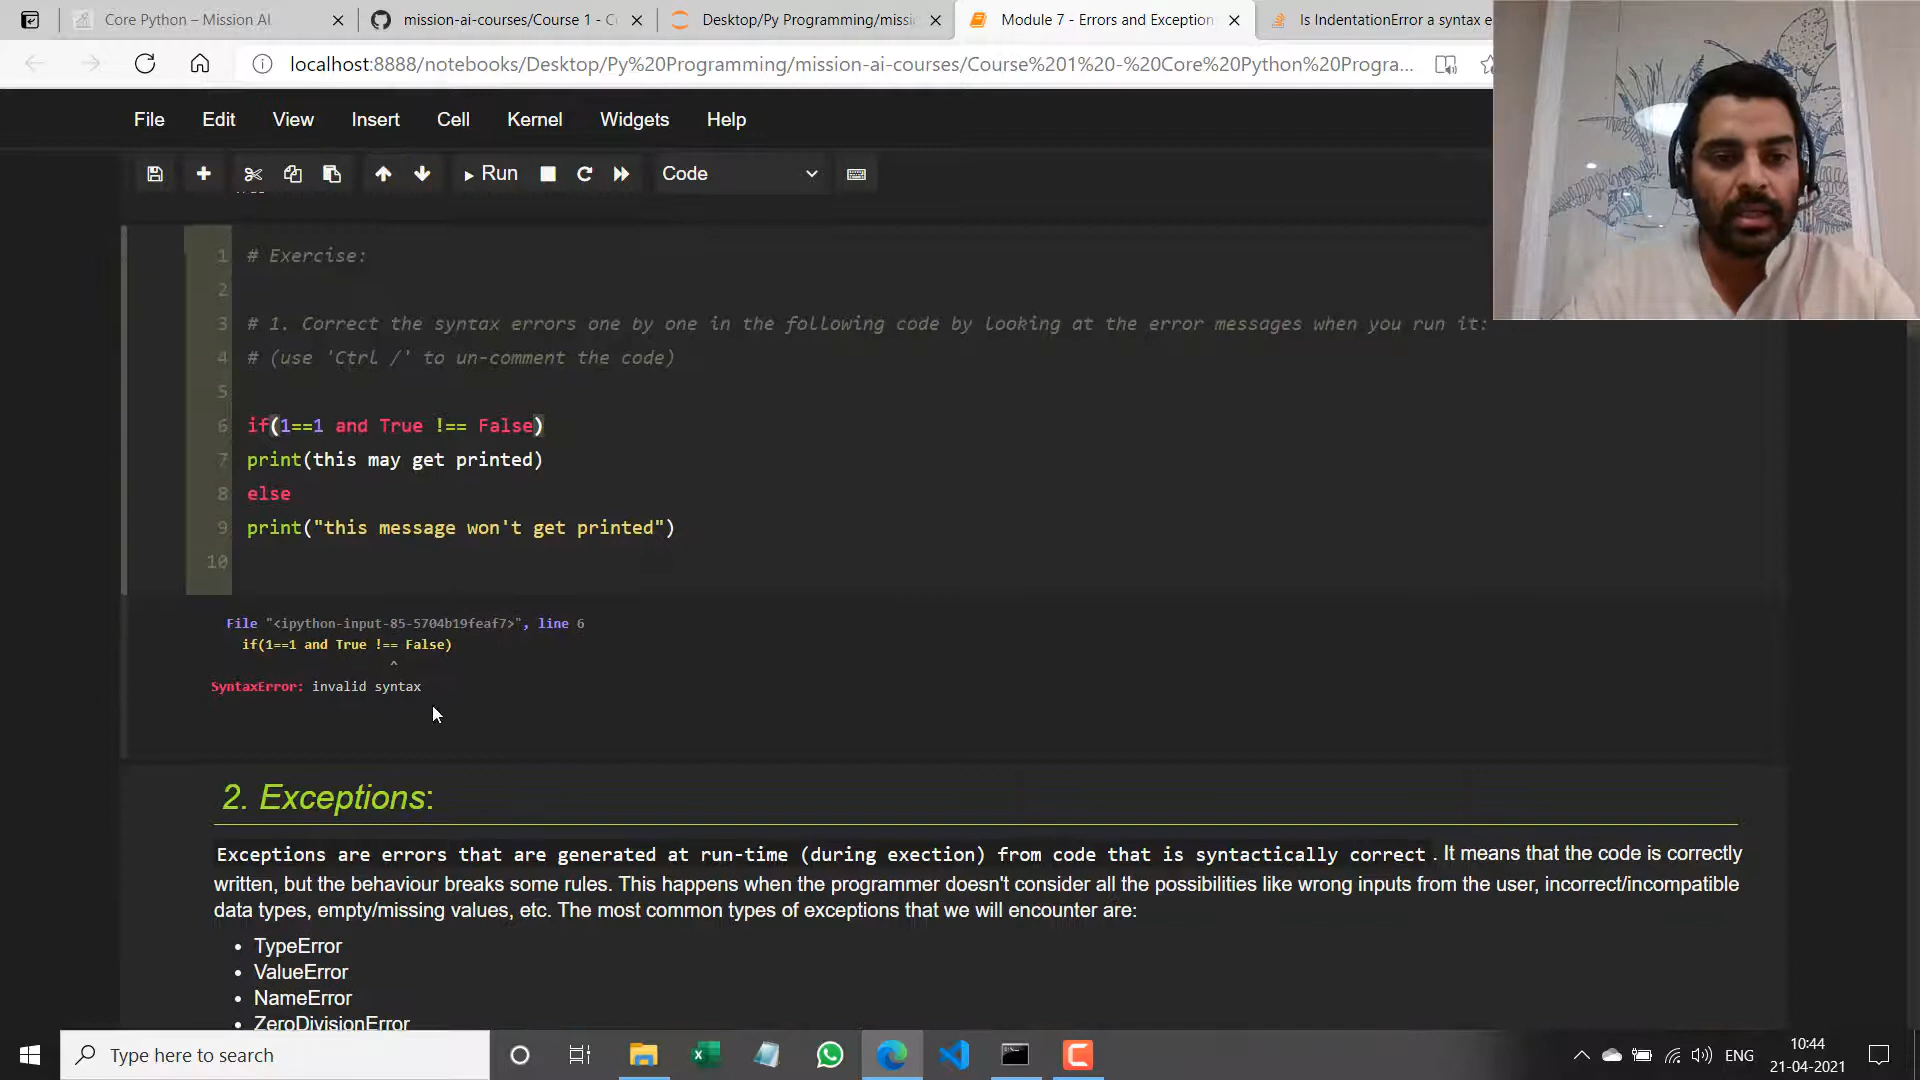 Core Python – Mission AI
mission-ai-courses/Course 1 - C
Desktop/Py Programming/missi
Module 7 - Errors and Exception
Is IndentationError a syntax e
localhost:8888/notebooks/Desktop/Py%20Programming/mission-ai-courses/Course%201%20-%20Core%20Python%20Progra...
File Edit View Insert Cell Kernel Widgets Help
Run Code
1 # Exercise:
2
3 # 1. Correct the syntax errors one by one in the following code by looking at the error messages when you run it:
4 # (use 'Ctrl /' to un-comment the code)
5
6 if(1==1 and True !== False)
7 print(this may get printed)
8 else
9 print("this message won't get printed")
10
File "<ipython-input-85-5704b19feaf7>", line 6
if(1==1 and True !== False)
^
SyntaxError: invalid syntax
2. Exceptions:
Exceptions are errors that are generated at run-time (during exection) from code that is syntactically correct . It means that the code is correctly
written, but the behaviour breaks some rules. This happens when the programmer doesn't consider all the possibilities like wrong inputs from the user, incorrect/incompatible
data types, empty/missing values, etc. The most common types of exceptions that we will encounter are:
• TypeError
• ValueError
• NameError
• ZeroDivisionError
Type here to search
ENG
10:44
21-04-2021